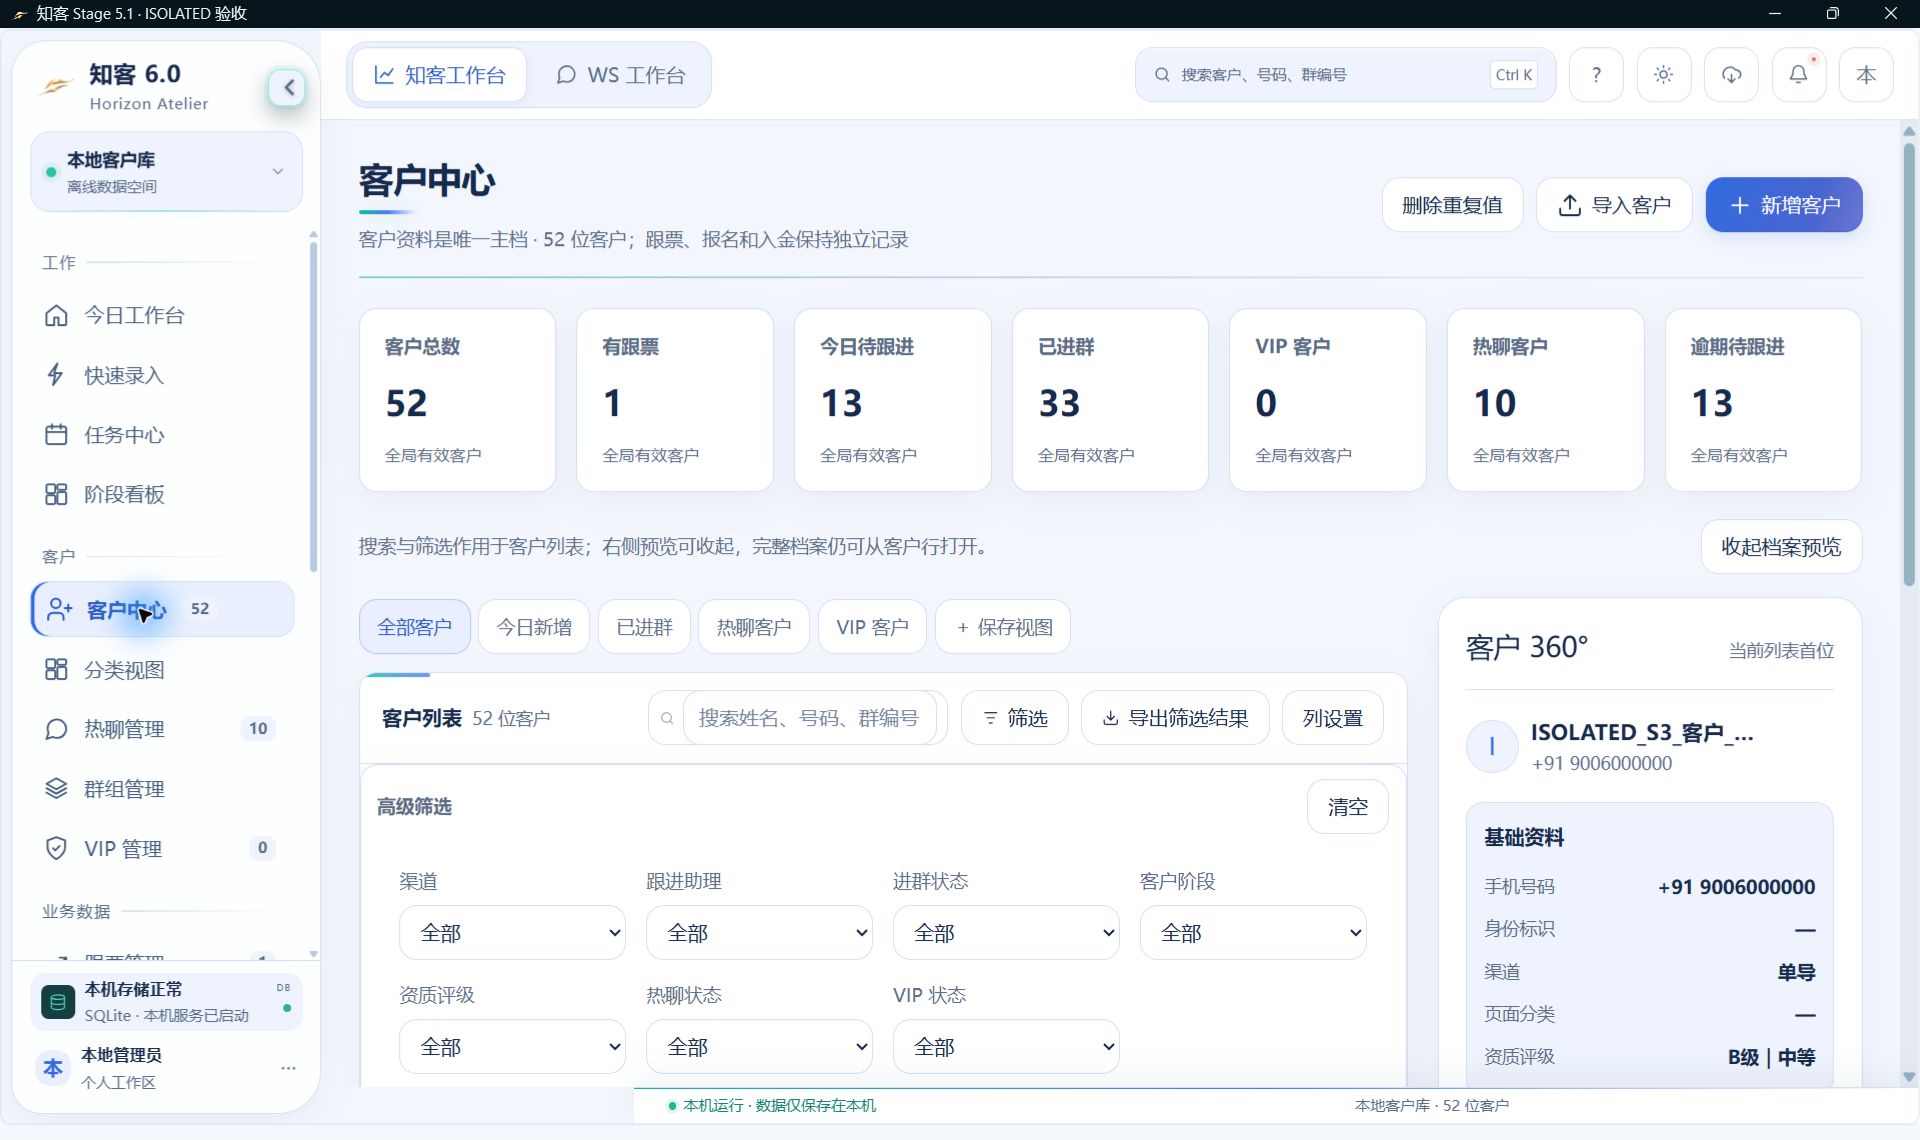 知客 Stage 5.1 · ISOLATED 验收
知客 6.0
Horizon Atelier
本地客户库
离线数据空间
工作
今日工作台
快速录入
任务中心
阶段看板
客户
客户中心 52
分类视图
热聊管理 10
群组管理
VIP 管理 0
业务数据
本机存储正常 DB
SQLite · 本机服务已启动
本 本地管理员
个人工作区
知客工作台 WS 工作台
搜索客户、号码、群编号 Ctrl K ? 本
客户中心
客户资料是唯一主档 · 52 位客户；跟票、报名和入金保持独立记录
删除重复值 导入客户 新增客户
客户总数 有跟票 今日待跟进 已进群 VIP 客户 热聊客户 逾期待跟进
52 1 13 33 0 10 13
全局有效客户 全局有效客户 全局有效客户 全局有效客户 全局有效客户 全局有效客户 全局有效客户
搜索与筛选作用于客户列表；右侧预览可收起，完整档案仍可从客户行打开。
收起档案预览
全部客户 今日新增 已进群 热聊客户 VIP 客户 + 保存视图
客户列表 52 位客户 搜索姓名、号码、群编号 筛选 导出筛选结果 列设置
高级筛选 清空
渠道 跟进助理 进群状态 客户阶段
全部 全部 全部 全部
资质评级 热聊状态 VIP 状态
全部 全部 全部
客户 360° 当前列表首位
I ISOLATED_S3_客户_...
+91 9006000000
基础资料
手机号码 +91 9006000000
身份标识 —
渠道 单导
页面分类 —
资质评级 B级 | 中等
本机运行 · 数据仅保存在本机 本地客户库 · 52 位客户